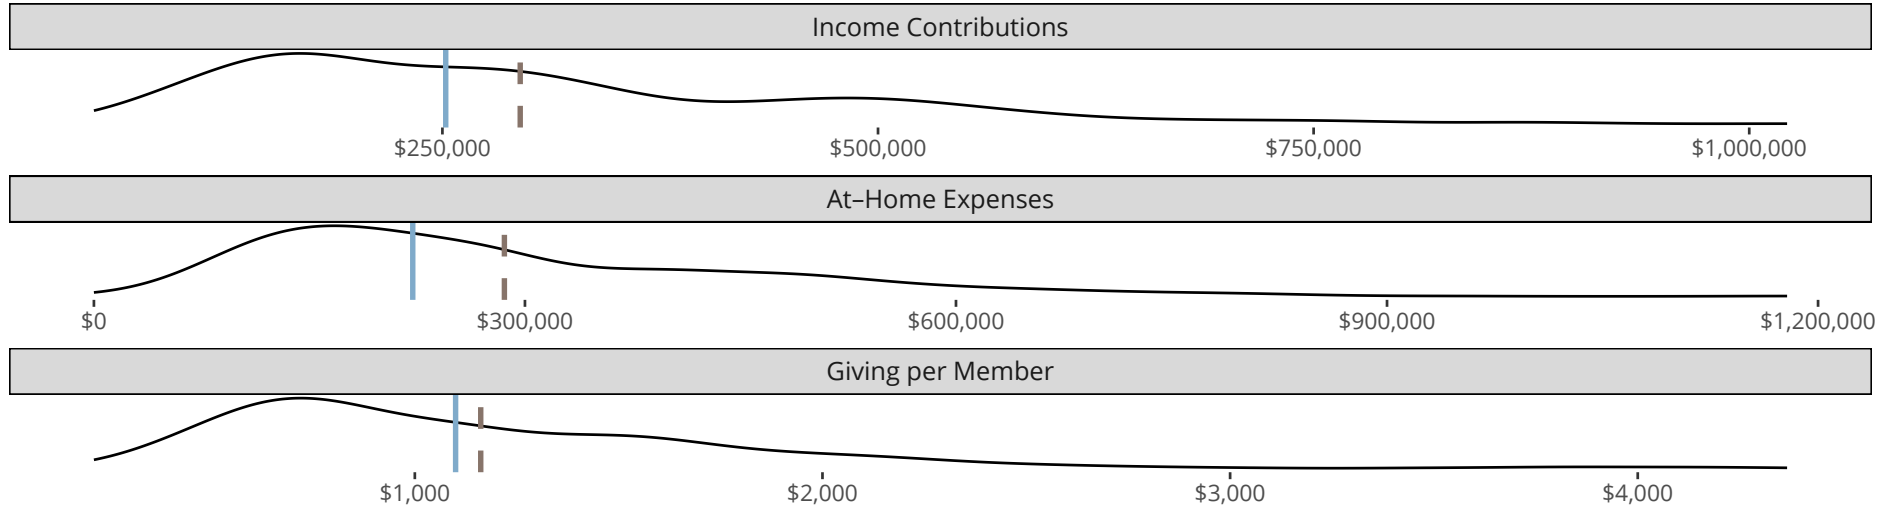 Income Contributions
$250,000 $500,000 $750,000 $1,000,000
At–Home Expenses
$0 $300,000 $600,000 $900,000 $1,200,000
Giving per Member
$1,000 $2,000 $3,000 $4,000